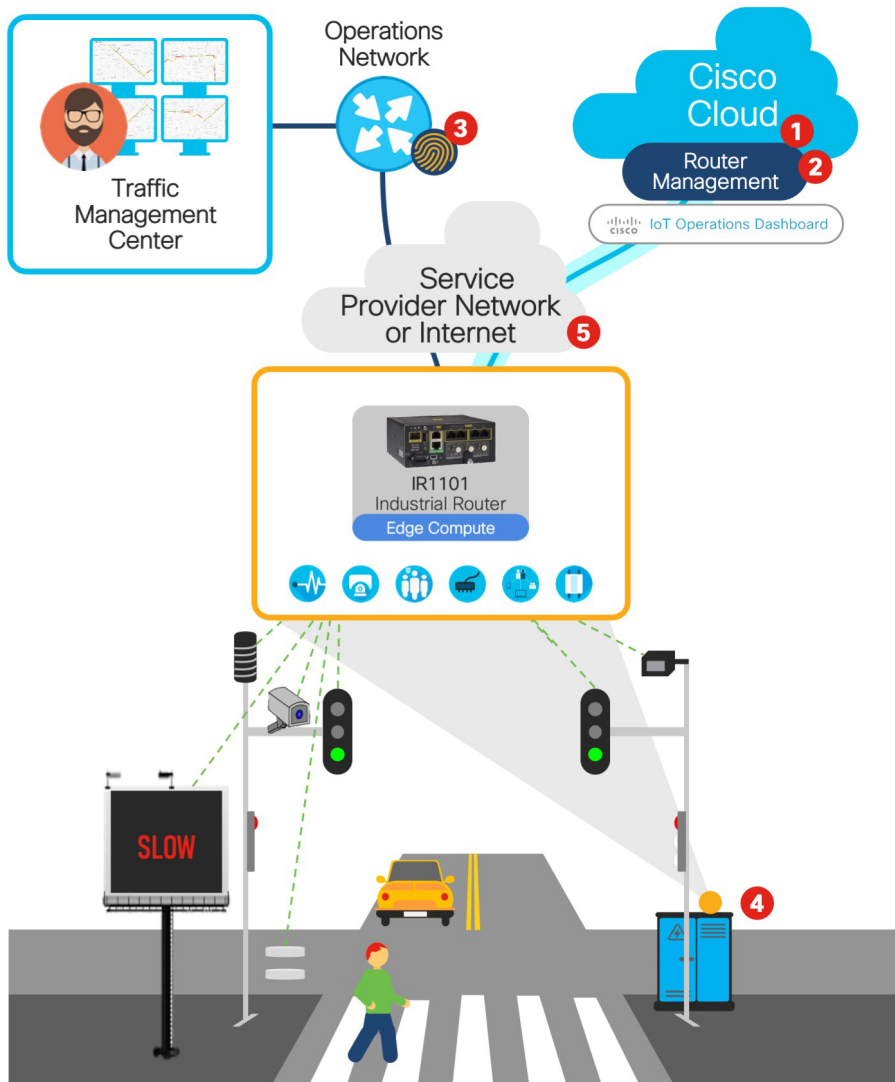 Operations
Network
3
Traffic
Management
Center
Cisco
Cloud
1
Router
Management
2
CISCO
IoT Operations Dashboard
Service
Provider Network
or Internet
5
IR1101
Industrial Router
Edge Compute
SLOW
4